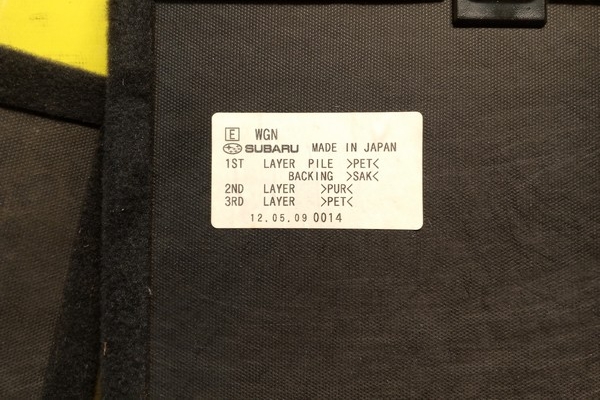 E WGN
SUBARU MADE IN JAPAN
1ST LAYER PILE >PET<
BACKING >SAK<
2ND LAYER >PUR<
3RD LAYER >PET<
12.05.09 0014